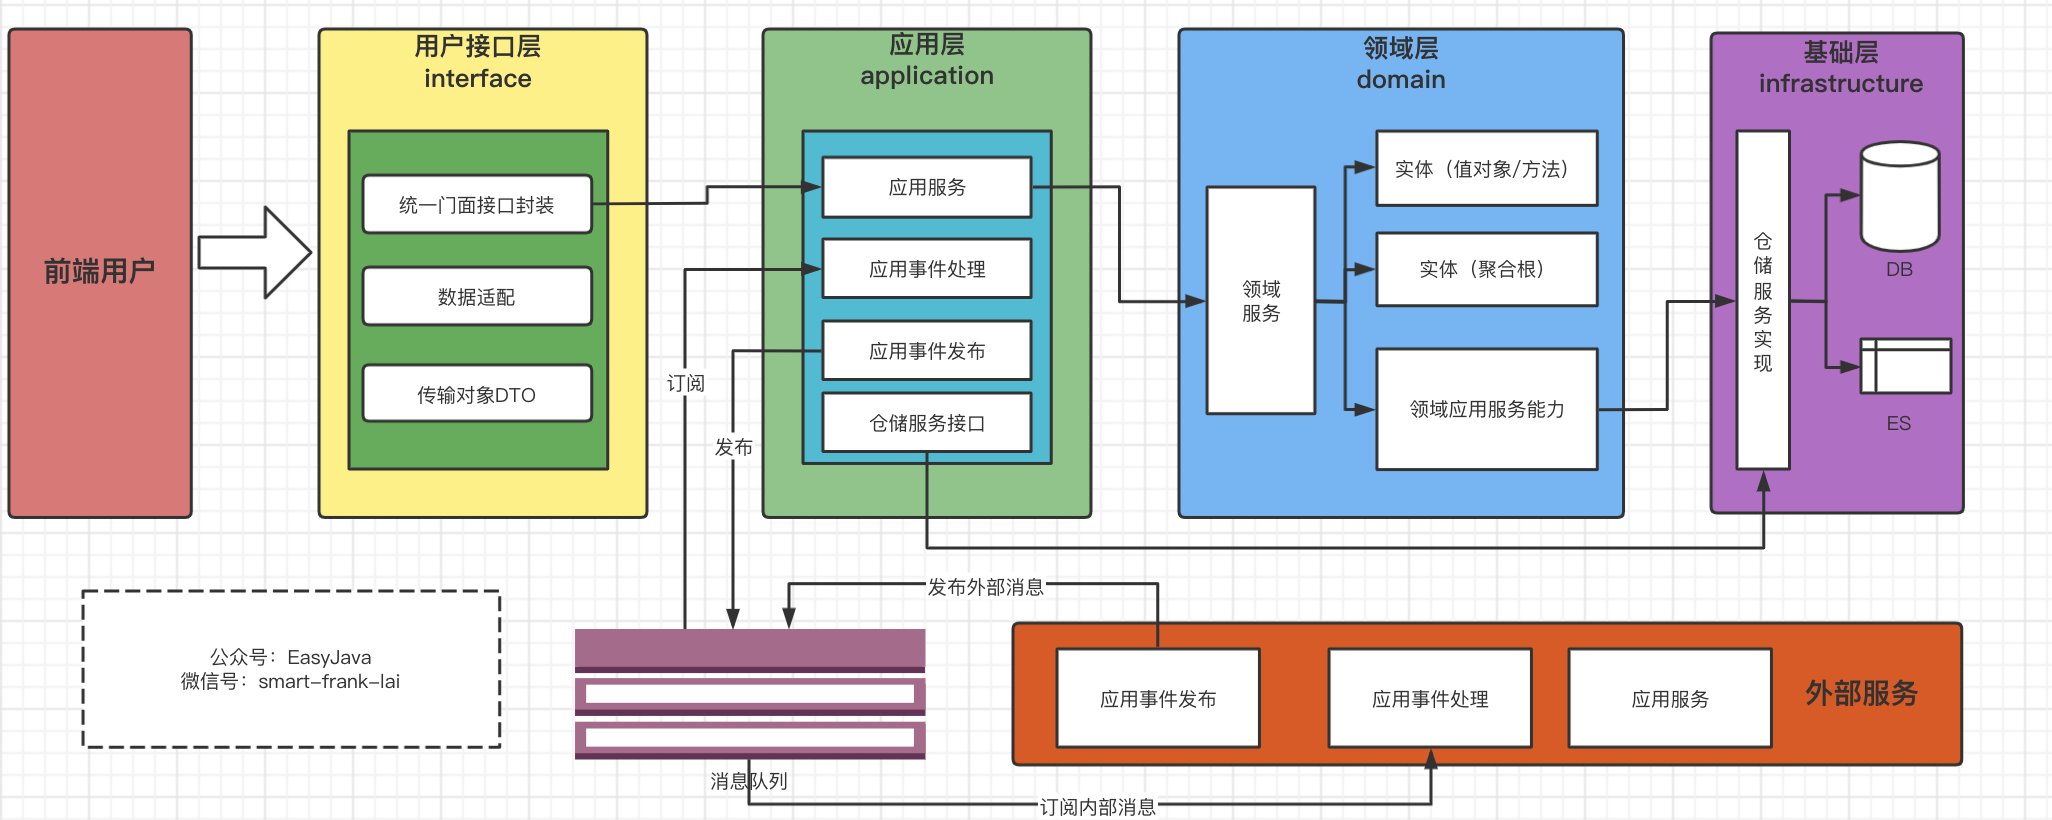 前端用户
用户接口层
interface
统一门面接口封装
数据适配
传输对象DTO
应用层
application
应用服务
应用事件处理
应用事件发布
仓储服务接口
订阅
发布
领域层
domain
领域
服务
实体（值对象/方法）
实体（聚合根）
领域应用服务能力
基础层
infrastructure
仓
储
服
务
实
现
DB
ES
公众号：EasyJava
微信号：smart-frank-lai
消息队列
发布外部消息
订阅内部消息
应用事件发布
应用事件处理
应用服务
外部服务